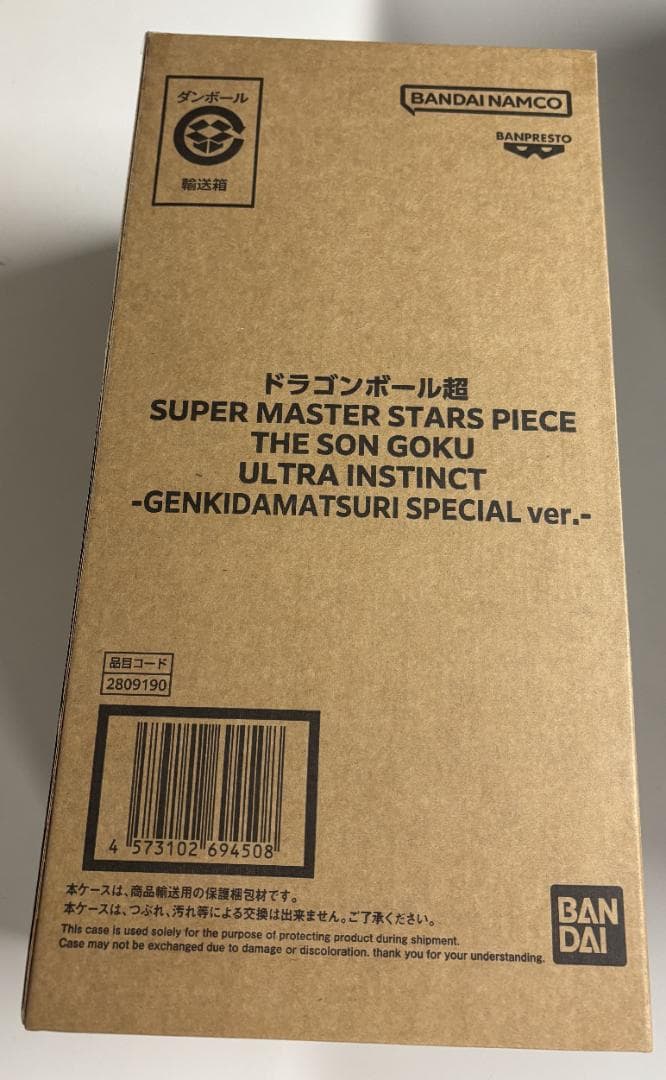 ダンボール
輸送箱
BANDAI NAMCO
BANPRESTO
ドラゴンボール超
SUPER MASTER STARS PIECE
THE SON GOKU
ULTRA INSTINCT
-GENKIDAMATSURI SPECIAL ver.-
品目コード
2809190
4 573102 694508
本ケースは、商品輸送用の保護梱包材です。
本ケースは、つぶれ、汚れ等による交換は出来ません。ご了承ください。
This case is used solely for the purpose of protecting product during shipment.
Case may not be exchanged due to damage or discoloration. thank you for your understanding.
BAN
DAI